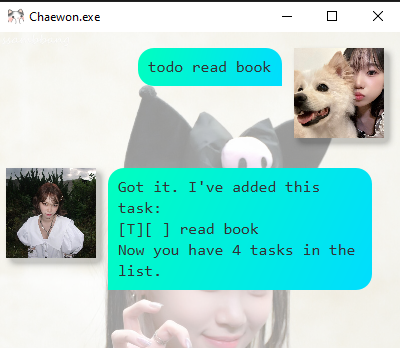 Chaewon.exe
todo read book
Got it. I've added this
task:
[T][ ] read book
Now you have 4 tasks in the
list.